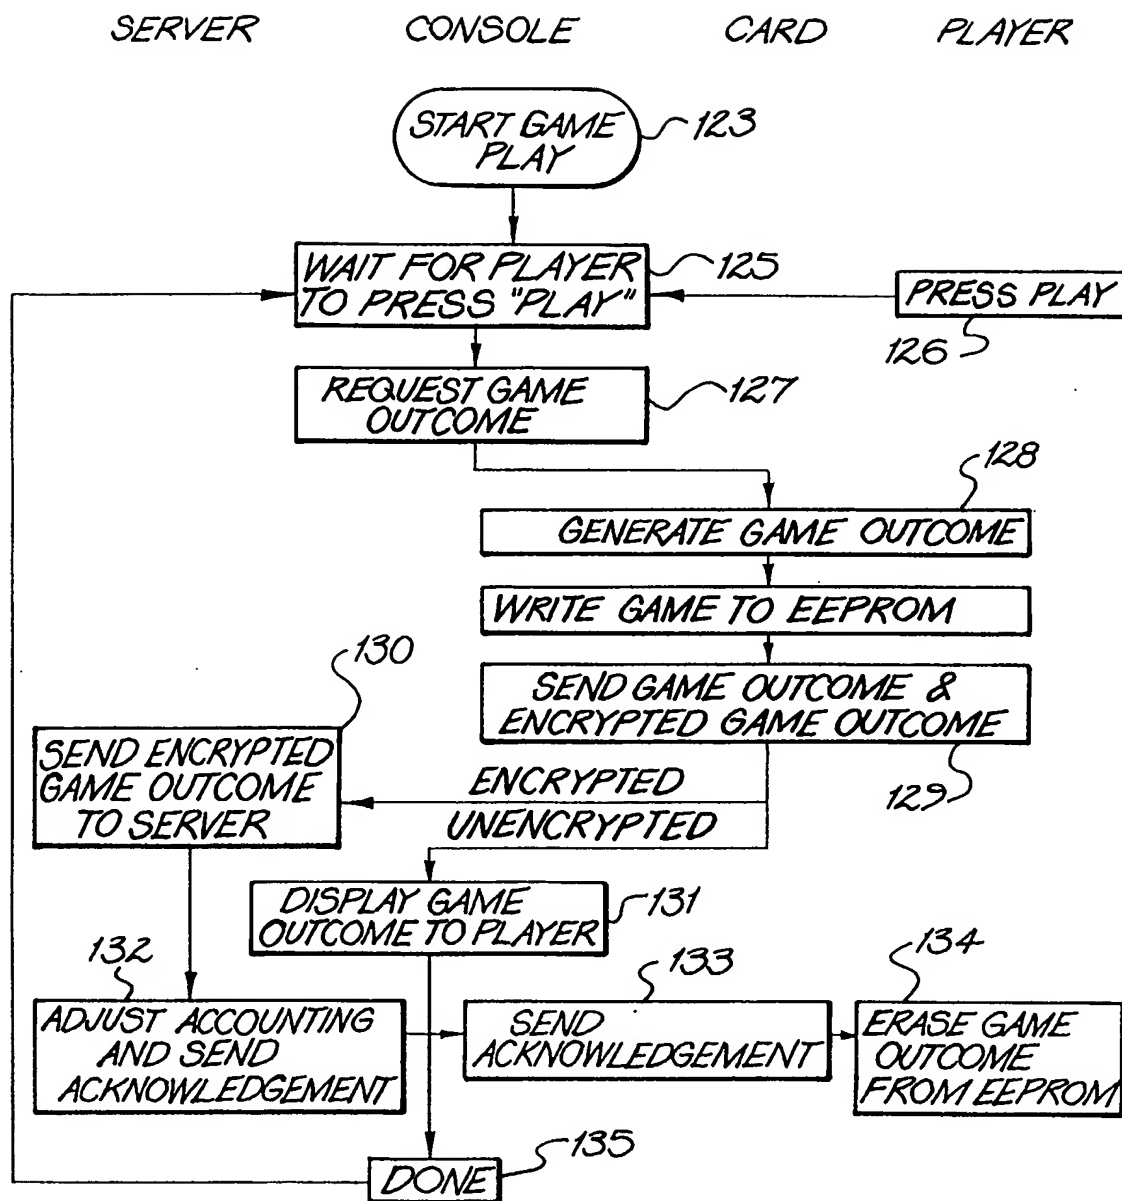 SERVER CONSOLE CARD PLAYER
START GAME
PLAY
123
WAIT FOR PLAYER
TO PRESS "PLAY"
125
PRESS PLAY
126
REQUEST GAME
OUTCOME
127
128
GENERATE GAME OUTCOME
WRITE GAME TO EEPROM
130
SEND GAME OUTCOME &
ENCRYPTED GAME OUTCOME
129
SEND ENCRYPTED
GAME OUTCOME
TO SERVER
ENCRYPTED
UNENCRYPTED
DISPLAY GAME
OUTCOME TO PLAYER
131
132
133
134
ADJUST ACCOUNTING
AND SEND
ACKNOWLEDGEMENT
SEND
ACKNOWLEDGEMENT
ERASE GAME
OUTCOME
FROM EEPROM
135
DONE